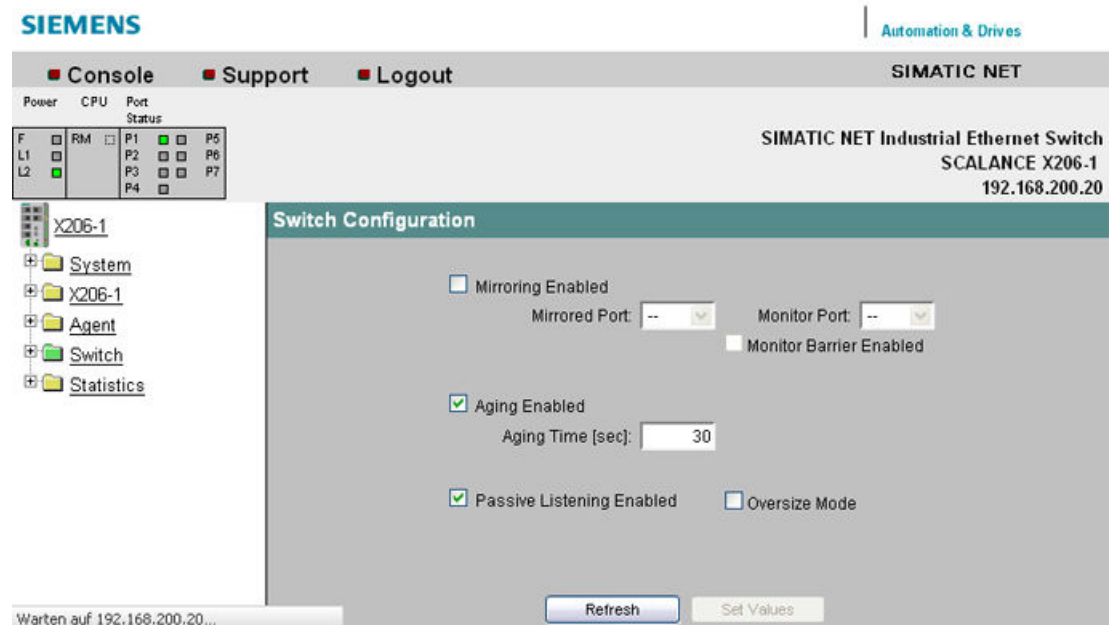 SIEMENS
Automation & Drives
Console Support Logout SIMATIC NET
Power CPU Port Status
F RM P1 P5
L1 P2 P6
L2 P3 P7
P4
SIMATIC NET Industrial Ethernet Switch
SCALANCE X206-1
192.168.200.20
X206-1
System
X206-1
Agent
Switch
Statistics
Switch Configuration
Mirroring Enabled
Mirrored Port: -- Monitor Port: --
Monitor Barrier Enabled
Aging Enabled
Aging Time [sec]: 30
Passive Listening Enabled Oversize Mode
Refresh Set Values
Warten auf 192.168.200.20...